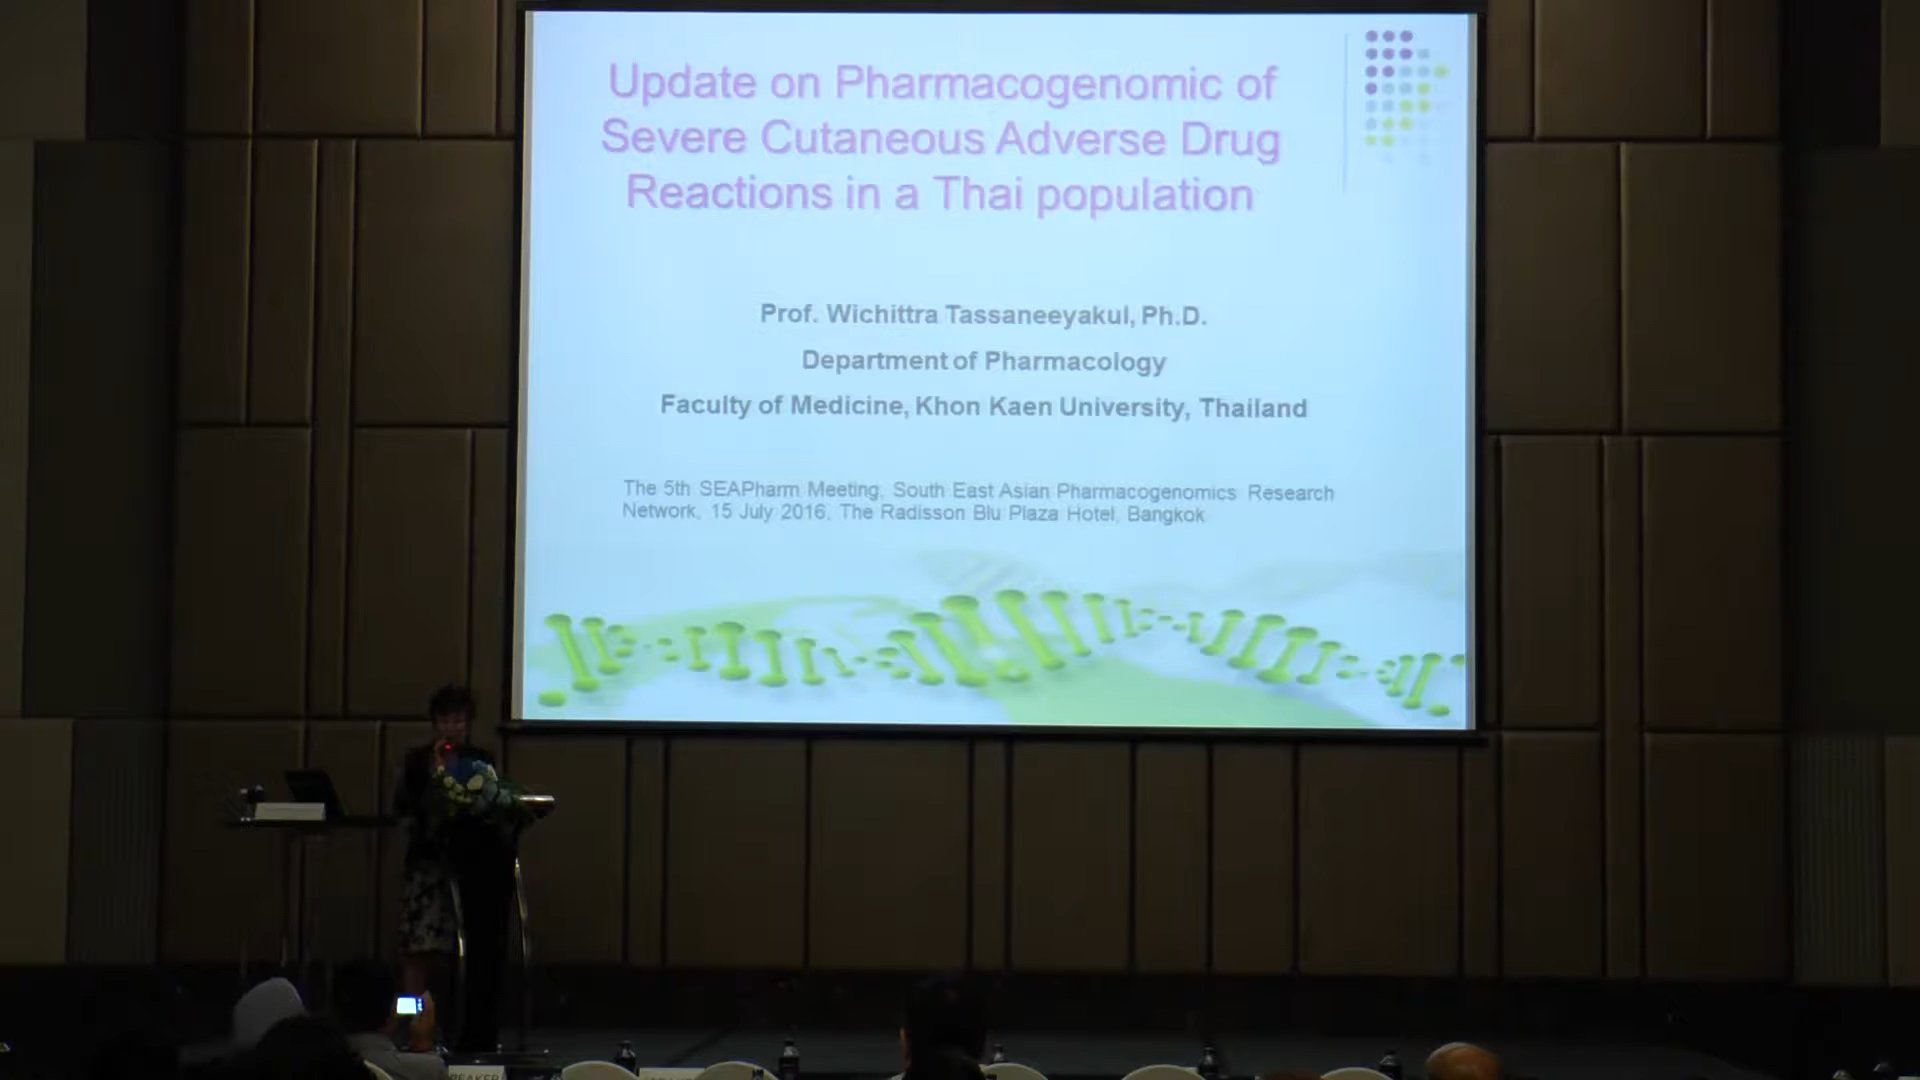 Update on Pharmacogenomic of
Severe Cutaneous Adverse Drug
Reactions in a Thai population
Prof. Wichittra Tassaneeyakul, Ph.D.
Department of Pharmacology
Faculty of Medicine, Khon Kaen University, Thailand
The 5th SEAPharm Meeting, South East Asian Pharmacogenomics Research
Network, 15 July 2016, The Radisson Blu Plaza Hotel, Bangkok